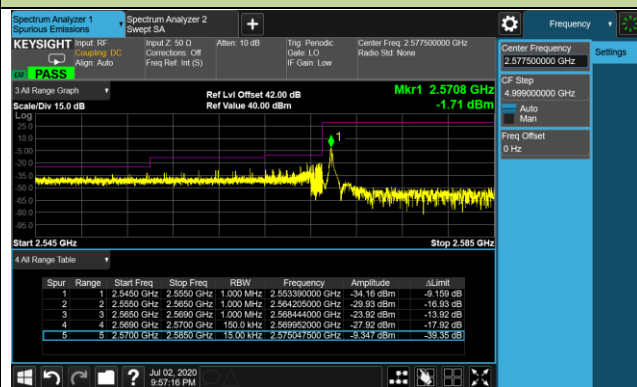 Spectrum Analyzer 1
Spurious Emissions
Spectrum Analyzer 2
Swept SA
Frequency
KEYSIGHT
Input: RF
Coupling: DC
Align: Auto
Input Z: 50 Ω
Corrections: Off
Freq Ref: Int (S)
Atten: 10 dB
Trig: Periodic
Gate: LO
IF Gain: Low
Center Freq: 2.577500000 GHz
Radio Std: None
PASS
Center Frequency
2.577500000 GHz
Settings
CF Step
4.999000000 GHz
Auto
Man
Freq Offset
0 Hz
3 All Range Graph
Scale/Div 15.0 dB
Ref Lvl Offset 42.00 dB
Ref Value 40.00 dBm
Mkr1 2.5708 GHz
-1.71 dBm
Log
25.0
10.0
-5.00
-20.0
-35.0
-50.0
-65.0
-80.0
-95.0
1
Start 2.545 GHz
Stop 2.585 GHz
4 All Range Table
Spur Range Start Freq Stop Freq RBW Frequency Amplitude ΔLimit
1 1 2.5450 GHz 2.5550 GHz 1.000 MHz 2.553390000 GHz -34.16 dBm -9.159 dB
2 2 2.5550 GHz 2.5650 GHz 1.000 MHz 2.564205000 GHz -29.93 dBm -16.93 dB
3 3 2.5650 GHz 2.5690 GHz 1.000 MHz 2.568444000 GHz -23.92 dBm -13.92 dB
4 4 2.5690 GHz 2.5700 GHz 150.0 kHz 2.569952000 GHz -27.92 dBm -17.92 dB
5 5 2.5700 GHz 2.5850 GHz 15.00 kHz 2.575047500 GHz -9.347 dBm -39.35 dB
Jul 02, 2020
9:57:16 PM